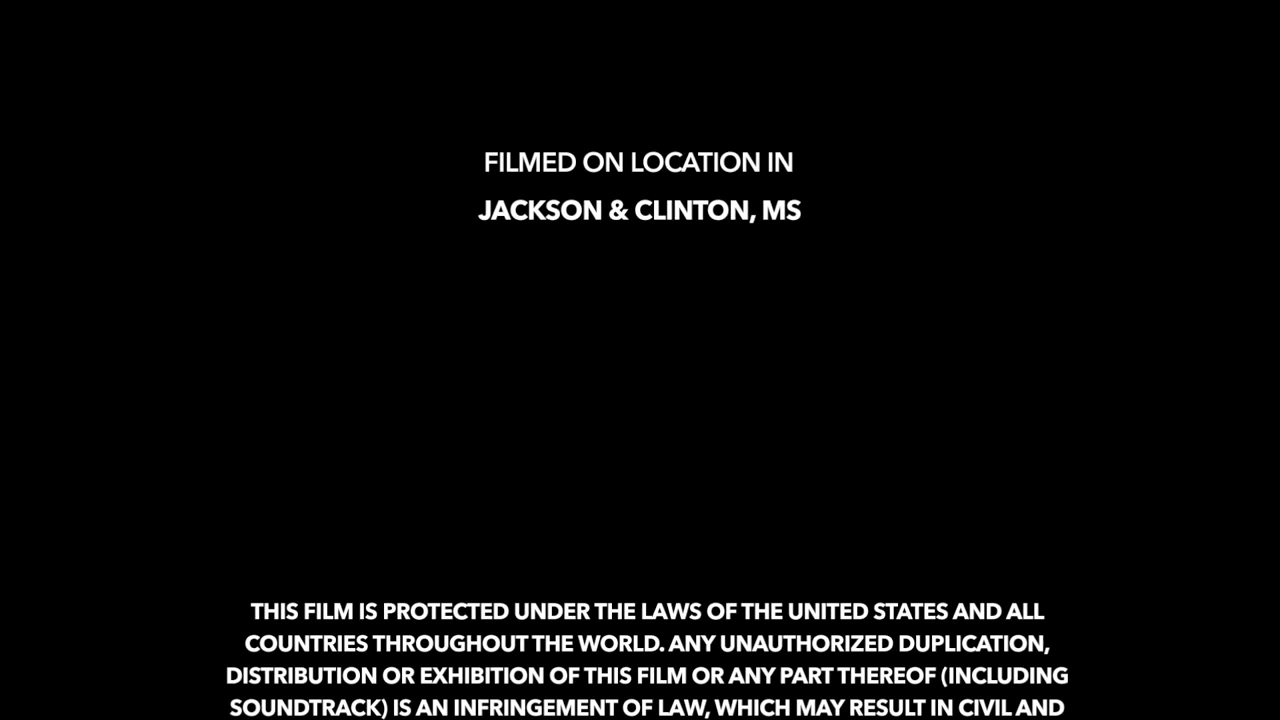 FILMED ON LOCATION IN
JACKSON & CLINTON, MS
THIS FILM IS PROTECTED UNDER THE LAWS OF THE UNITED STATES AND ALL
COUNTRIES THROUGHOUT THE WORLD. ANY UNAUTHORIZED DUPLICATION,
DISTRIBUTION OR EXHIBITION OF THIS FILM OR ANY PART THEREOF (INCLUDING
SOUNDTRACK) IS AN INFRINGEMENT OF LAW, WHICH MAY RESULT IN CIVIL AND